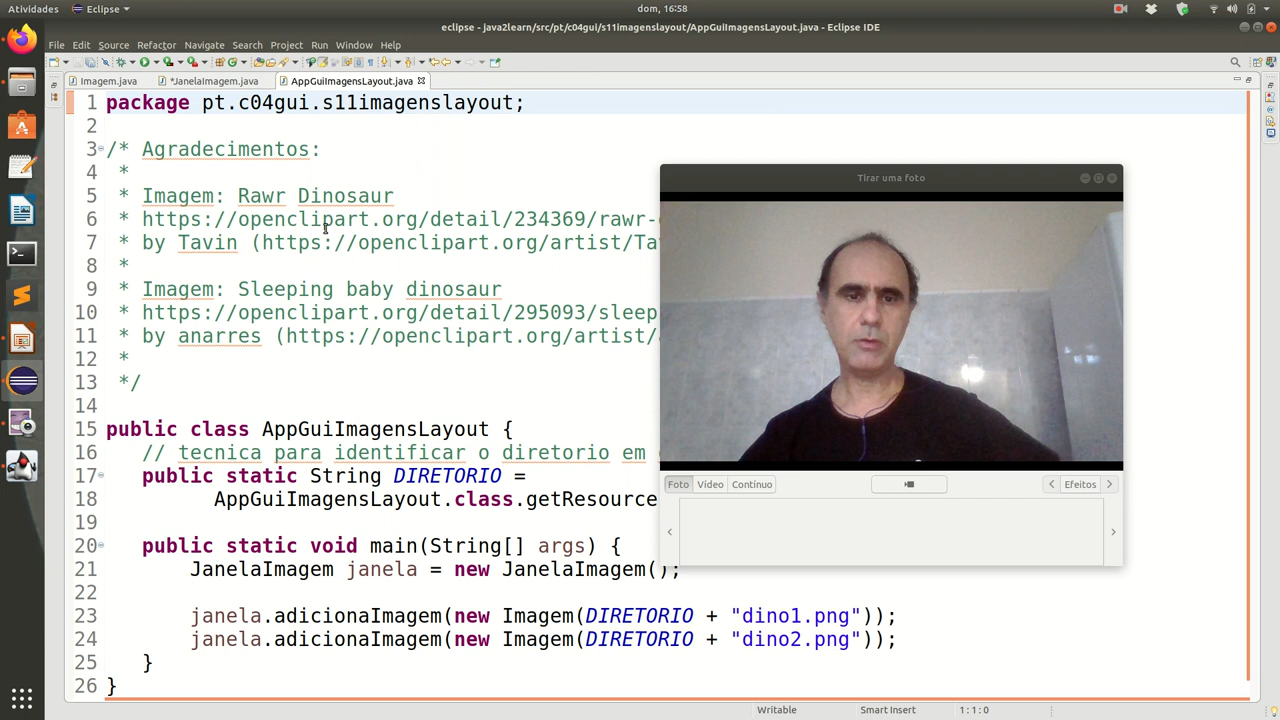 Atividades Eclipse dom, 16:58
eclipse - java2learn/src/pt/c04gui/s11imagenslayout/AppGuiImagensLayout.java - Eclipse IDE
File Edit Source Refactor Navigate Search Project Run Window Help
Imagem.java *JanelaImagem.java AppGuiImagensLayout.java
1 package pt.c04gui.s11imagenslayout;
2
3 /* Agradecimentos:
4 *
5 * Imagem: Rawr Dinosaur
6 * https://openclipart.org/detail/234369/rawr-
7 * by Tavin (https://openclipart.org/artist/Ta
8 *
9 * Imagem: Sleeping baby dinosaur
10 * https://openclipart.org/detail/295093/sleep
11 * by anarres (https://openclipart.org/artist/
12 *
13 */
14
15 public class AppGuiImagensLayout {
16 // tecnica para identificar o diretorio em
17 public static String DIRETORIO =
18 AppGuiImagensLayout.class.getResource
19
20 public static void main(String[] args) {
21 JanelaImagem janela = new JanelaImagem();
22
23 janela.adicionaImagem(new Imagem(DIRETORIO + "dino1.png"));
24 janela.adicionaImagem(new Imagem(DIRETORIO + "dino2.png"));
25 }
26 }
Tirar uma foto
Foto Vídeo Contínuo Efeitos
Writable Smart Insert 1 : 1 : 0